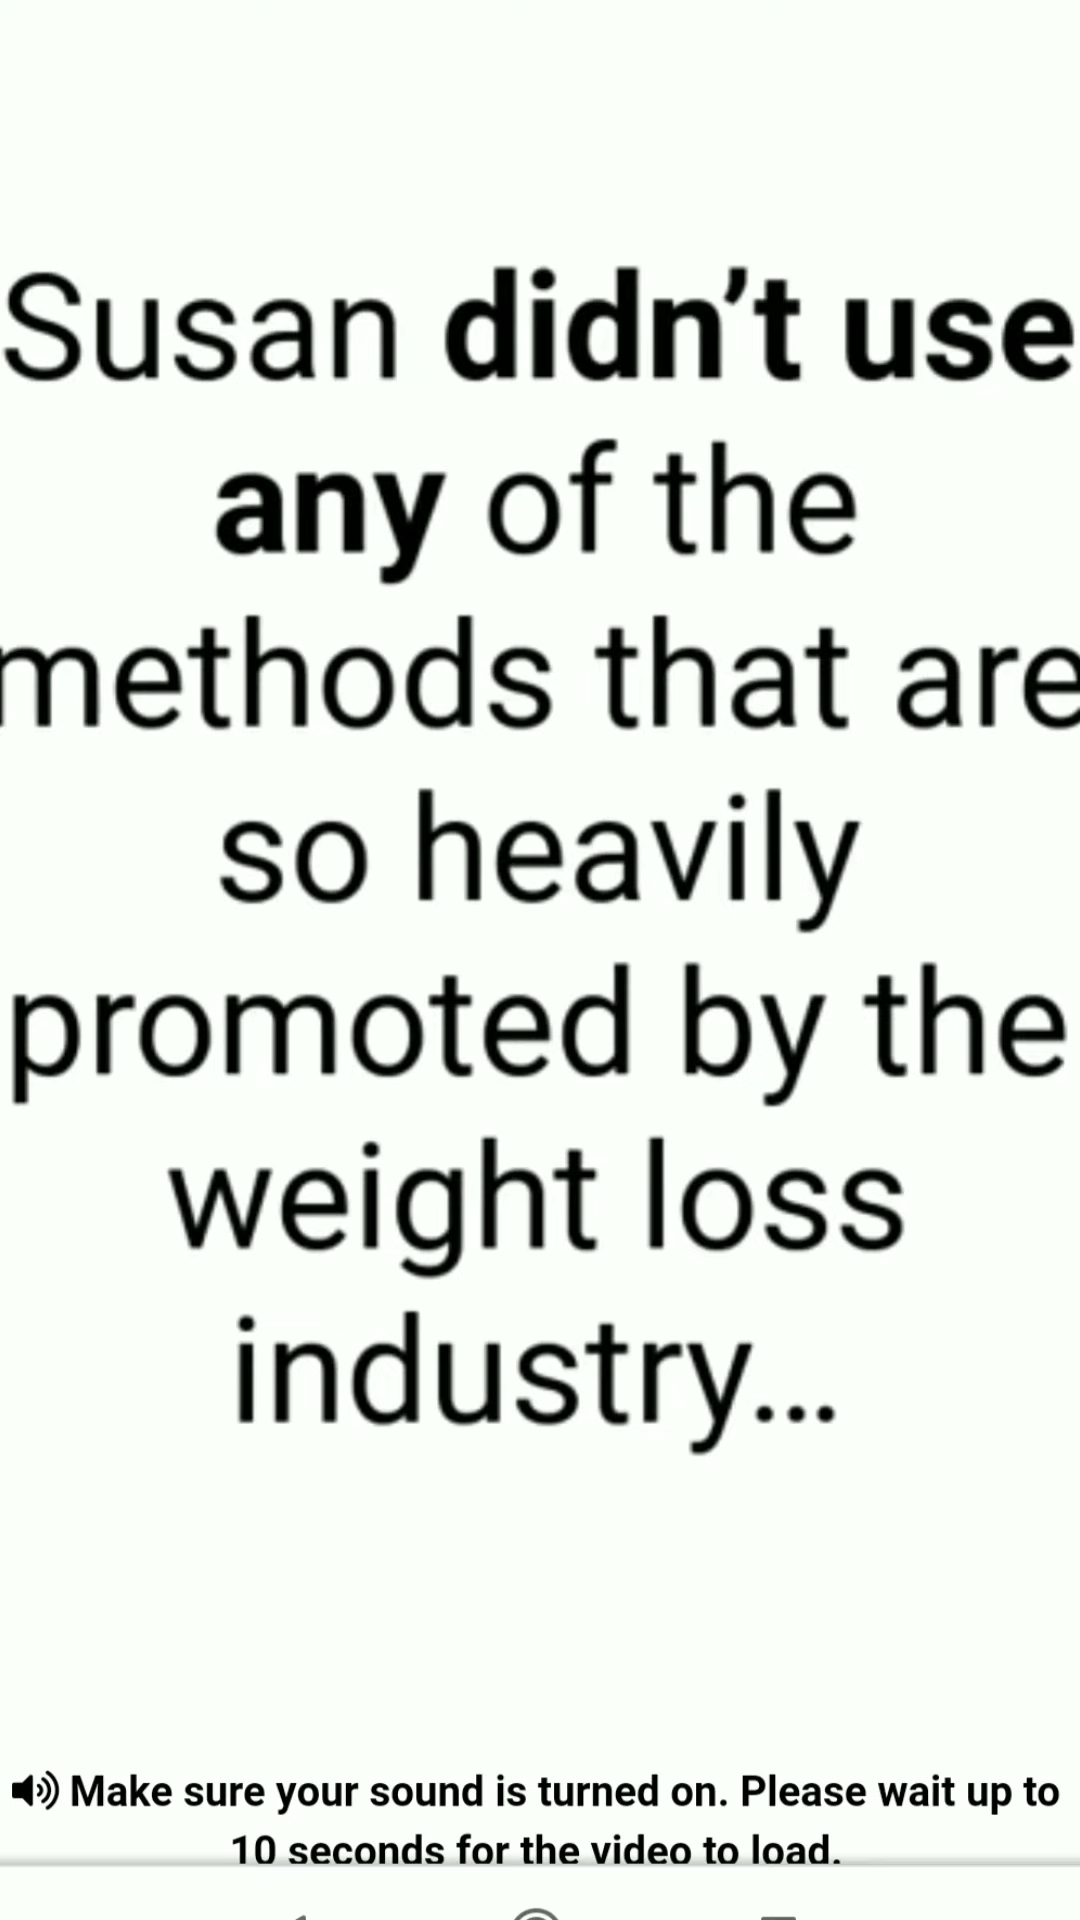 Susan didn’t use
any of the
methods that are
so heavily
promoted by the
weight loss
industry...
Make sure your sound is turned on. Please wait up to
10 seconds for the video to load.